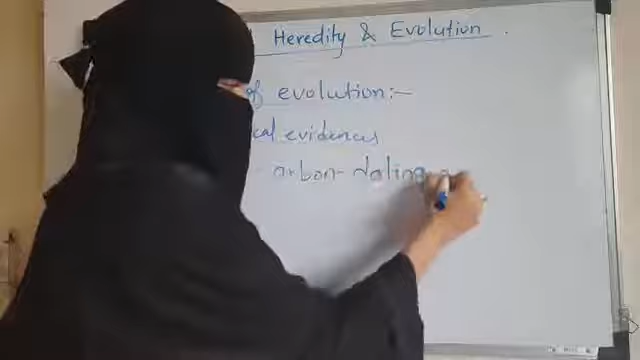 Heredity & Evolution .
of evolution:-
cal evidences
arbon-dating